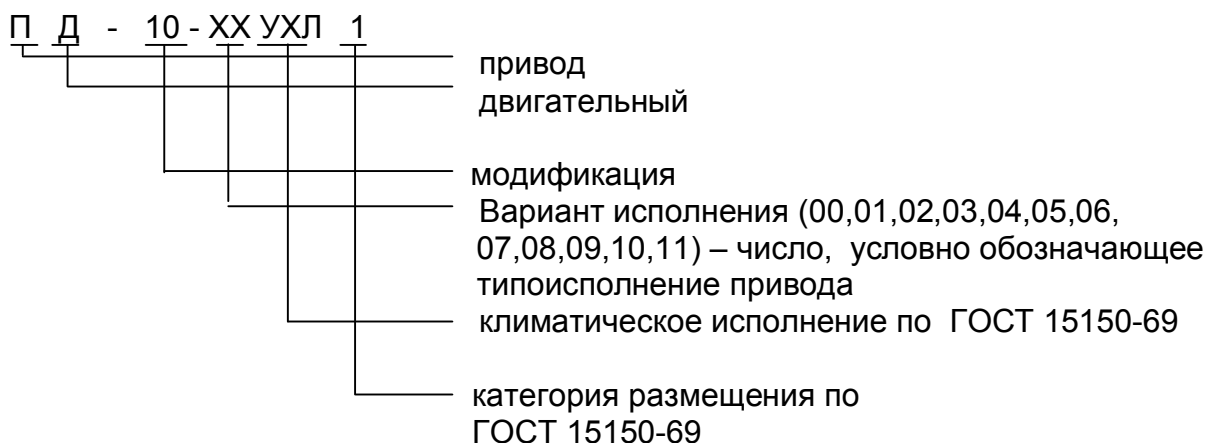 П Д - 10 - ХХ УХЛ 1
привод
двигательный
модификация
Вариант исполнения (00,01,02,03,04,05,06,
07,08,09,10,11) – число, условно обозначающее
типоисполнение привода
климатическое исполнение по ГОСТ 15150-69
категория размещения по
ГОСТ 15150-69